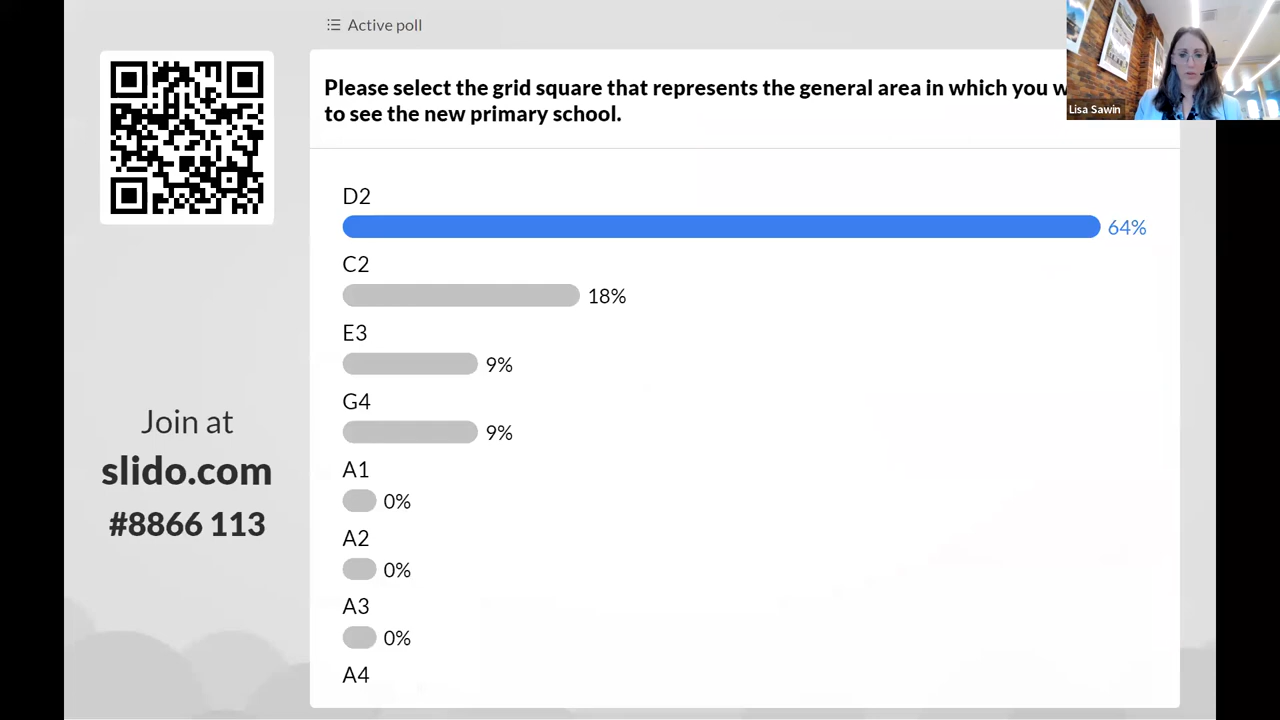 Active poll
Please select the grid square that represents the general area in which you
to see the new primary school.
Lisa Sawin
D2
64%
C2
18%
E3
9%
G4
9%
A1
0%
A2
0%
A3
0%
A4
Join at
slido.com
#8866 113